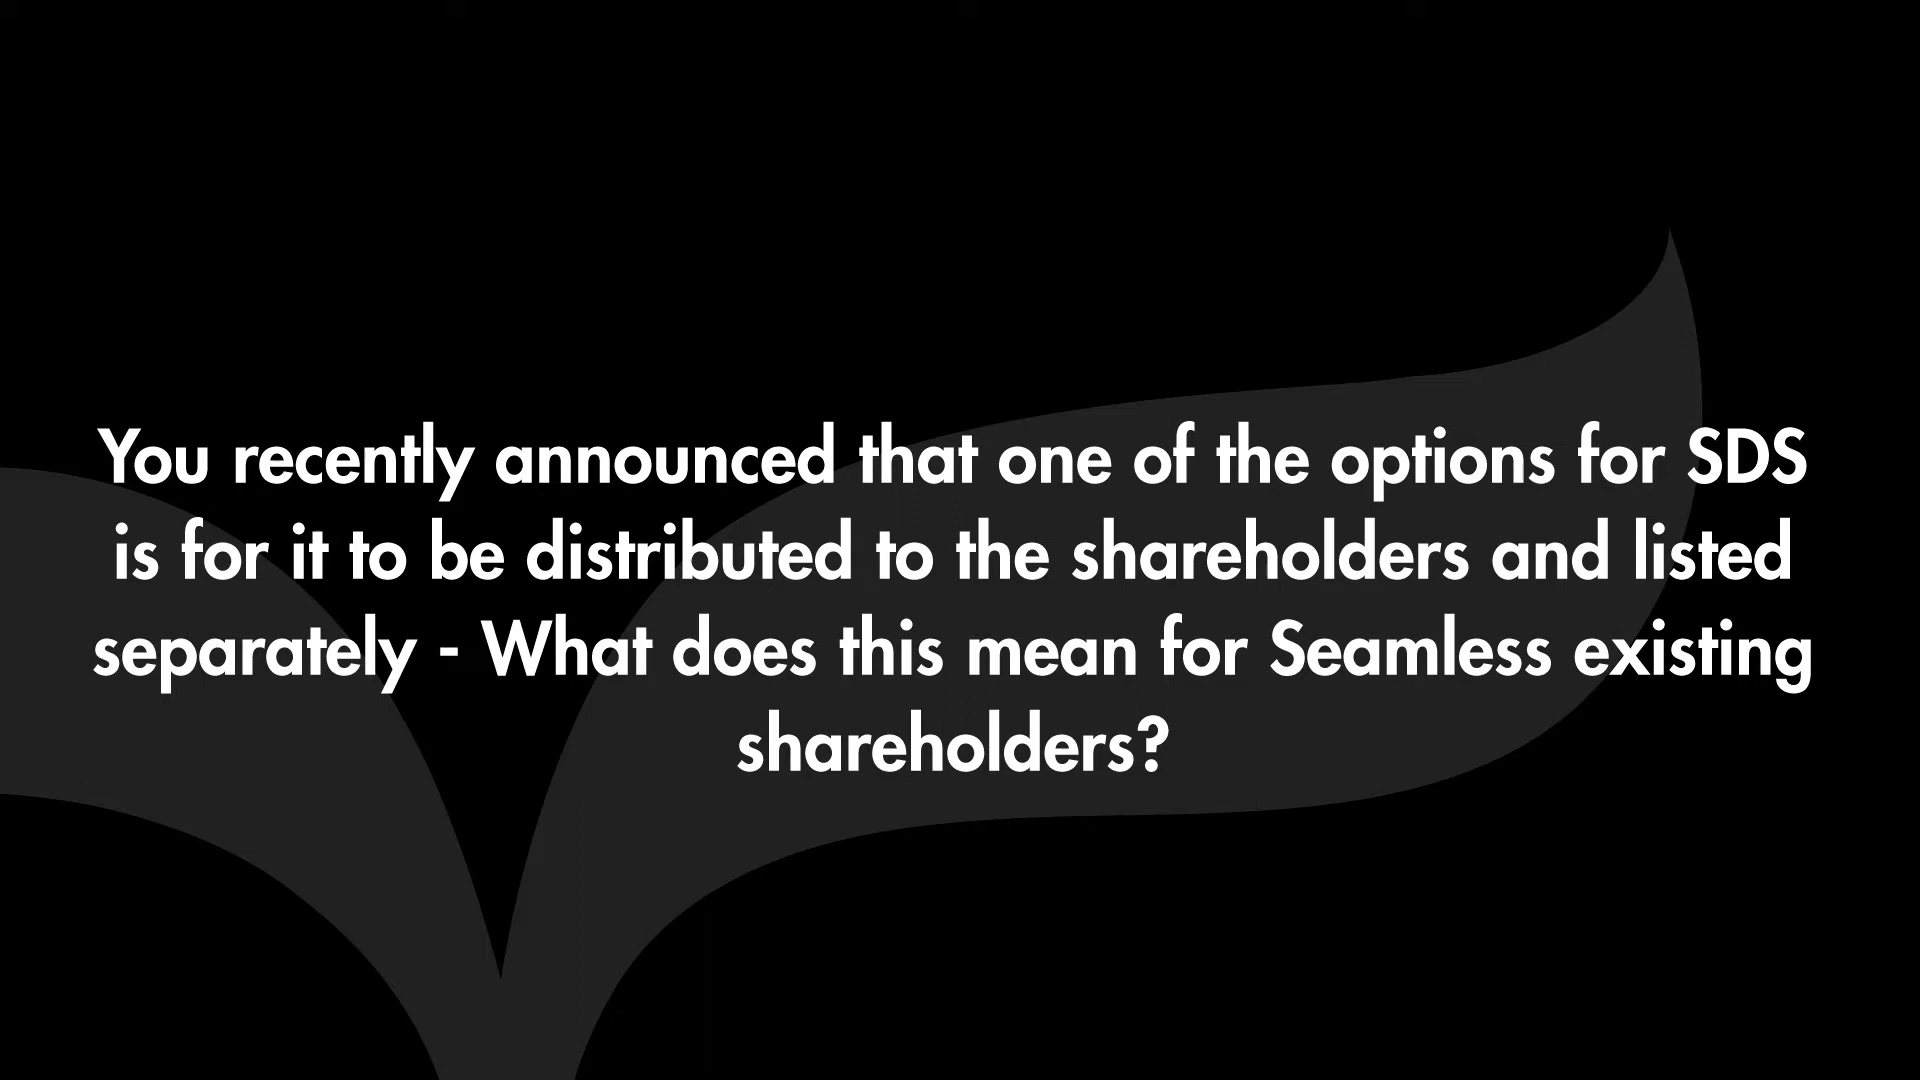 You recently announced that one of the options for SDS
is for it to be distributed to the shareholders and listed
separately - What does this mean for Seamless existing
shareholders?